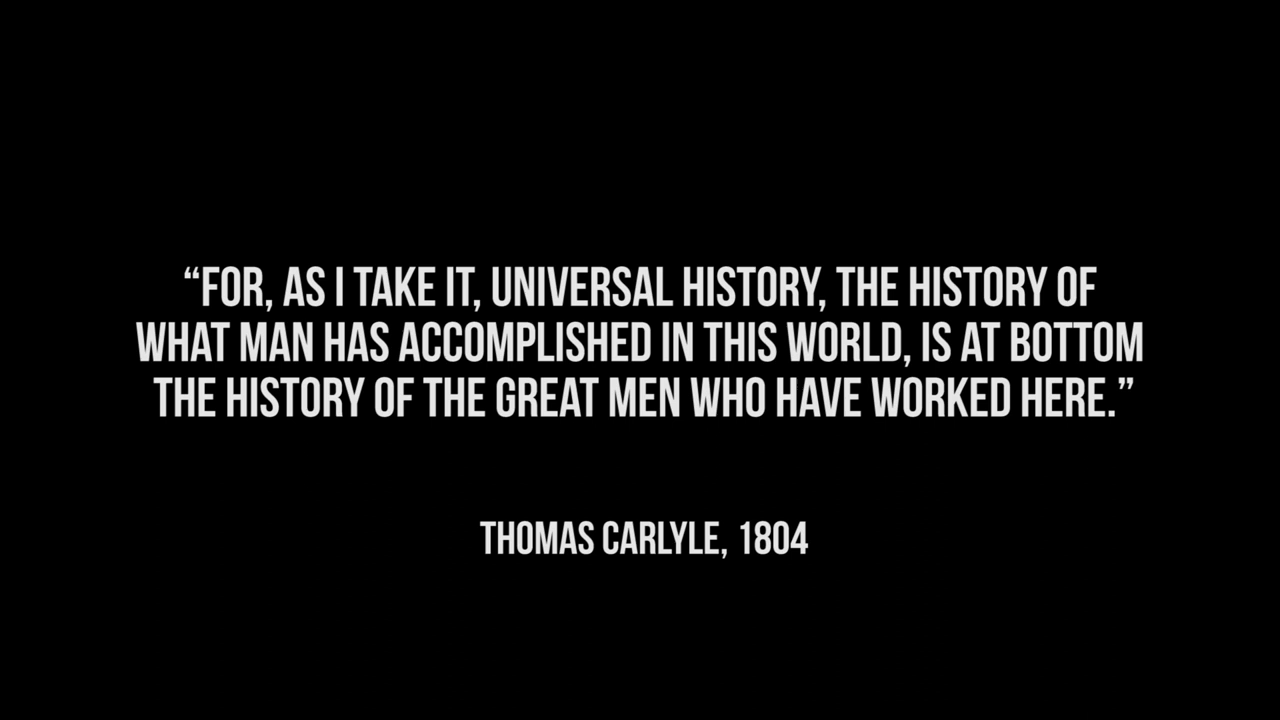 “FOR, AS I TAKE IT, UNIVERSAL HISTORY, THE HISTORY OF
WHAT MAN HAS ACCOMPLISHED IN THIS WORLD, IS AT BOTTOM
THE HISTORY OF THE GREAT MEN WHO HAVE WORKED HERE.”
THOMAS CARLYLE, 1804